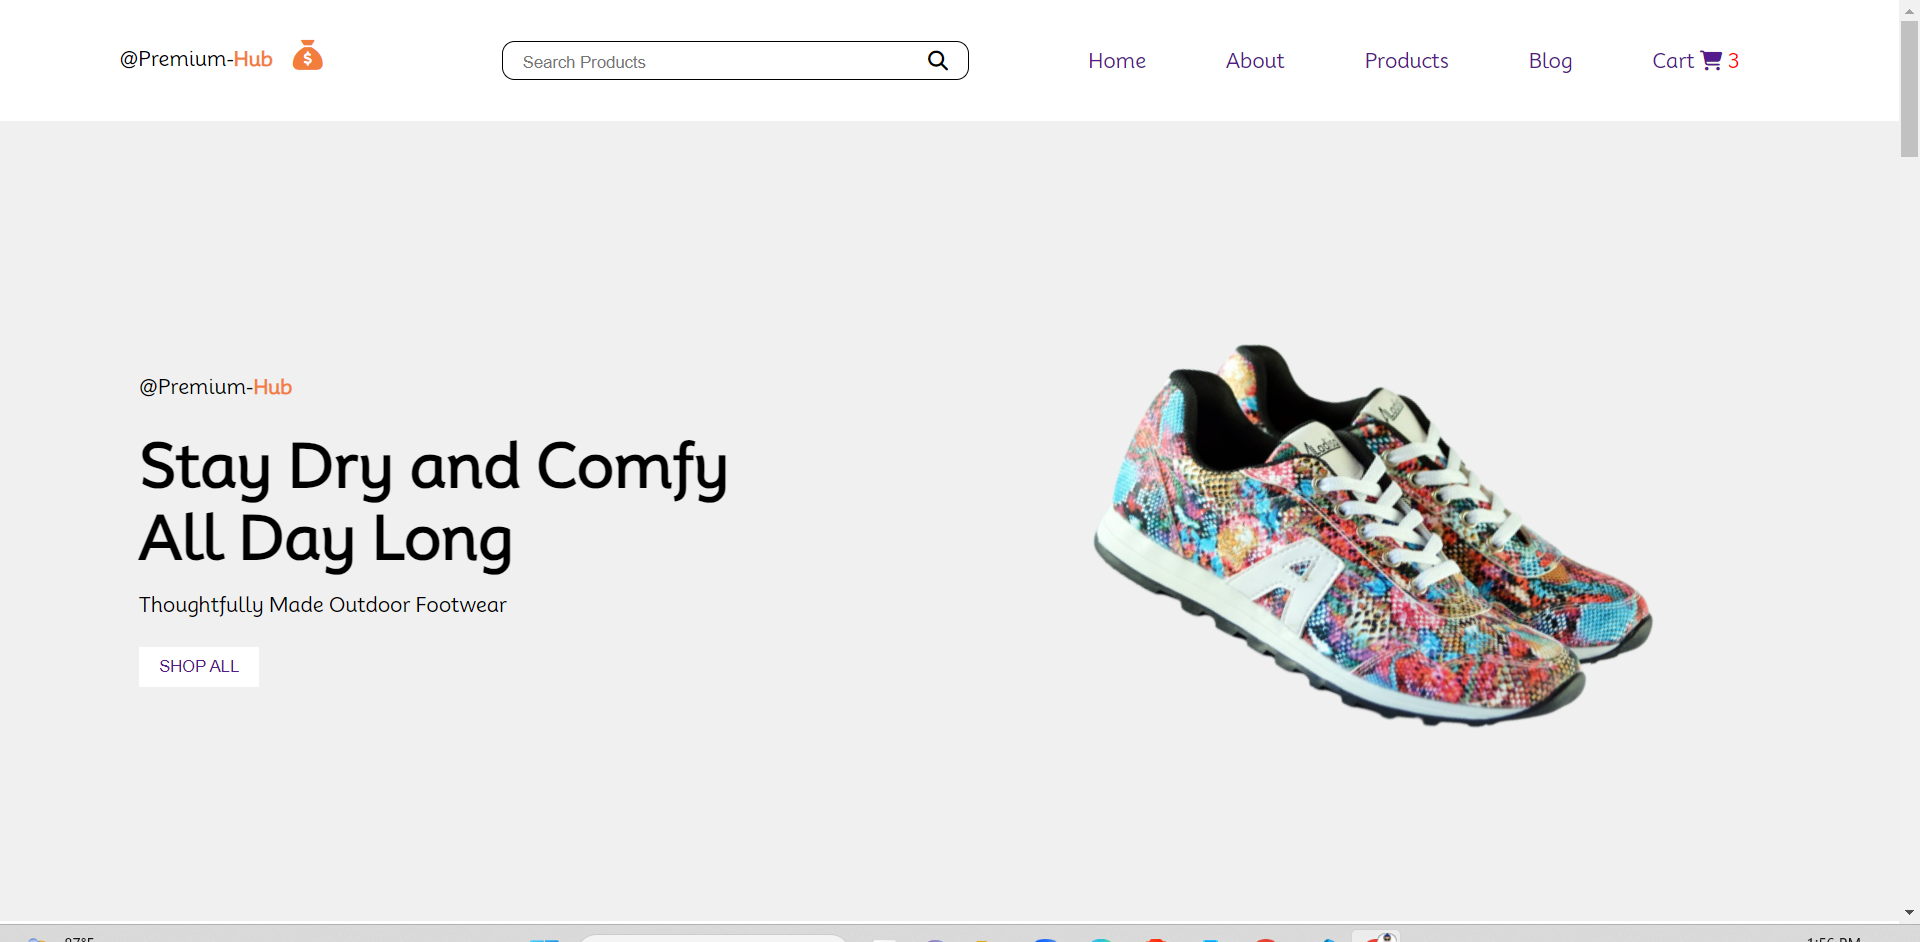 @Premium-Hub $
Search Products
Home About Products Blog Cart 3
@Premium-Hub
Stay Dry and Comfy
All Day Long
Thoughtfully Made Outdoor Footwear
SHOP ALL
A